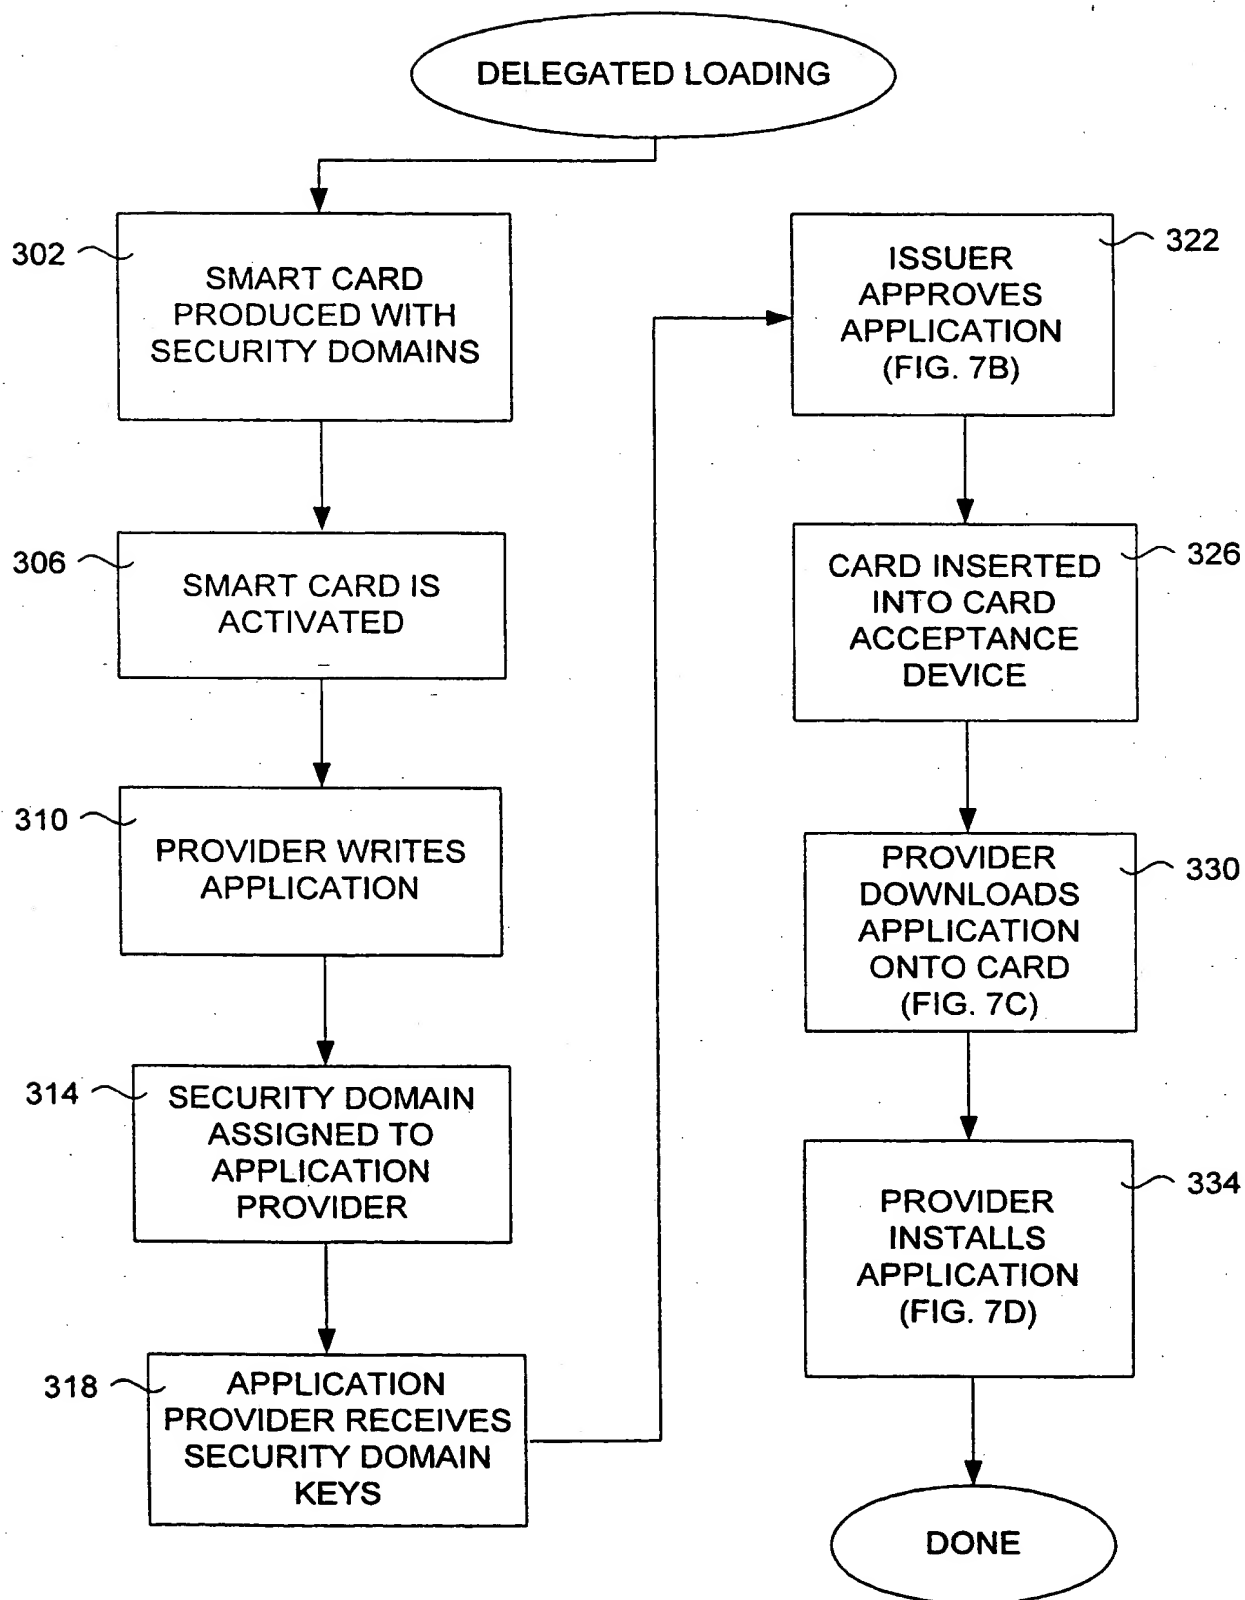 DELEGATED LOADING
302
SMART CARD
PRODUCED WITH
SECURITY DOMAINS
306
SMART CARD IS
ACTIVATED
310
PROVIDER WRITES
APPLICATION
314
SECURITY DOMAIN
ASSIGNED TO
APPLICATION
PROVIDER
318
APPLICATION
PROVIDER RECEIVES
SECURITY DOMAIN
KEYS
322
ISSUER
APPROVES
APPLICATION
(FIG. 7B)
326
CARD INSERTED
INTO CARD
ACCEPTANCE
DEVICE
330
PROVIDER
DOWNLOADS
APPLICATION
ONTO CARD
(FIG. 7C)
334
PROVIDER
INSTALLS
APPLICATION
(FIG. 7D)
DONE